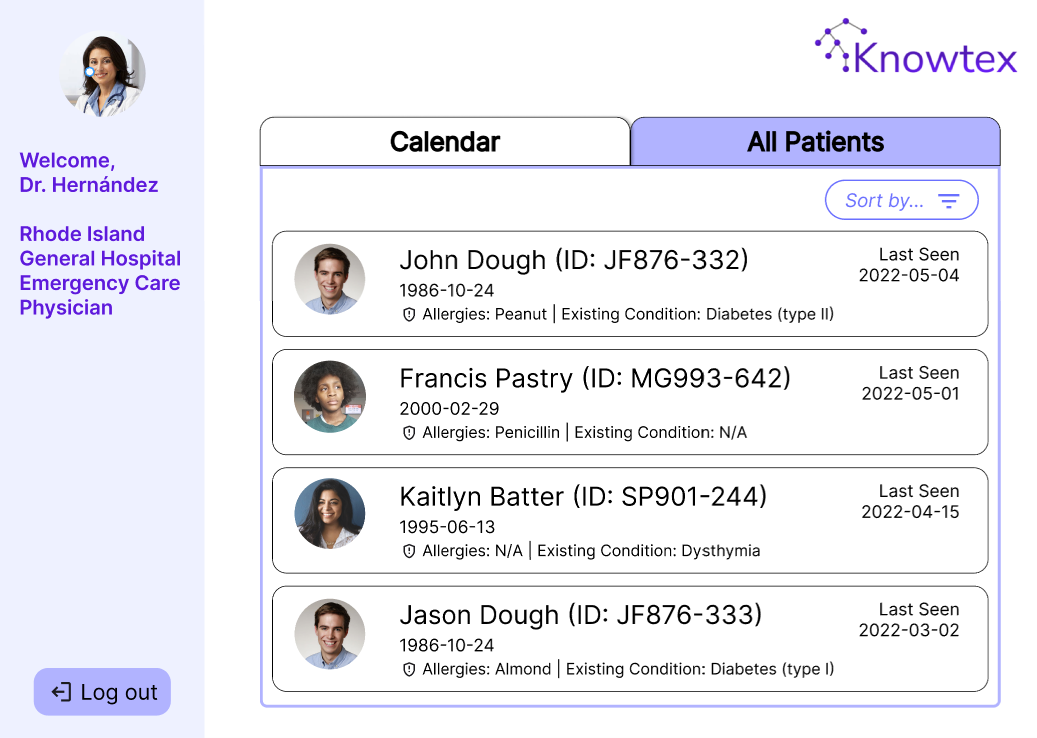 Knowtex
Welcome,
Dr. Hernández
Rhode Island
General Hospital
Emergency Care
Physician
Log out
Calendar
All Patients
Sort by...
John Dough (ID: JF876-332)
1986-10-24
Allergies: Peanut | Existing Condition: Diabetes (type II)
Last Seen
2022-05-04
Francis Pastry (ID: MG993-642)
2000-02-29
Allergies: Penicillin | Existing Condition: N/A
Last Seen
2022-05-01
Kaitlyn Batter (ID: SP901-244)
1995-06-13
Allergies: N/A | Existing Condition: Dysthymia
Last Seen
2022-04-15
Jason Dough (ID: JF876-333)
1986-10-24
Allergies: Almond | Existing Condition: Diabetes (type I)
Last Seen
2022-03-02